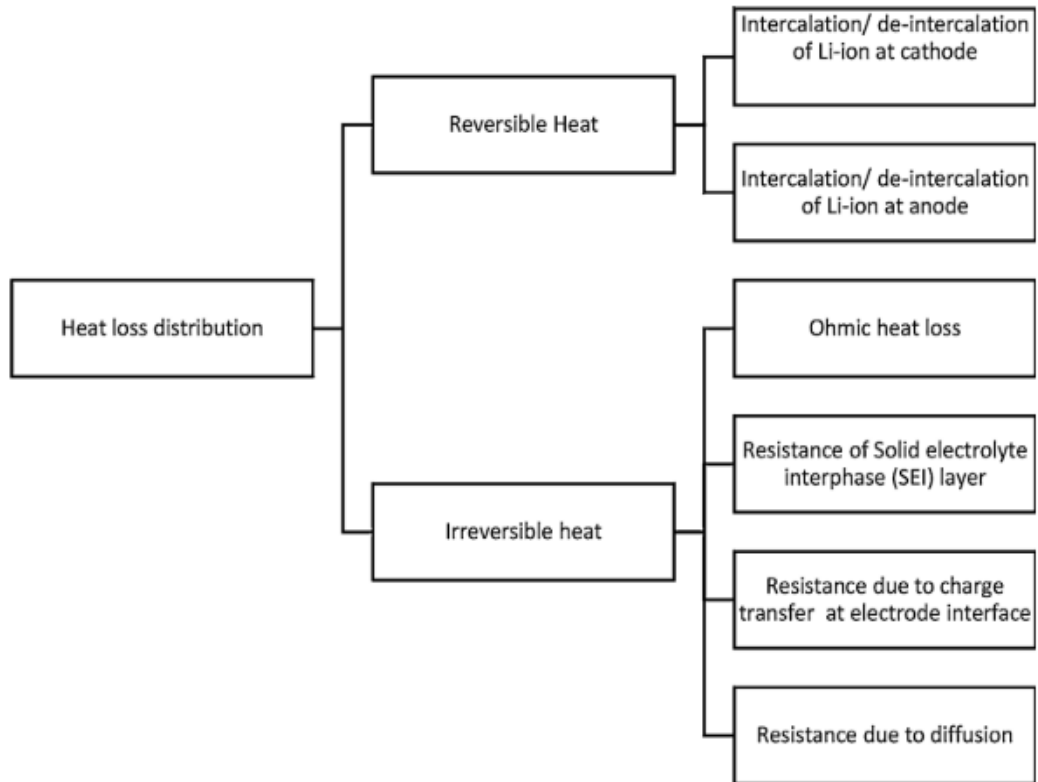 Intercalation/ de-intercalation
of Li-ion at cathode
Reversible Heat
Intercalation/ de-intercalation
of Li-ion at anode
Heat loss distribution
Ohmic heat loss
Resistance of Solid electrolyte
interphase (SEI) layer
Irreversible heat
Resistance due to charge
transfer  at electrode interface
Resistance due to diffusion